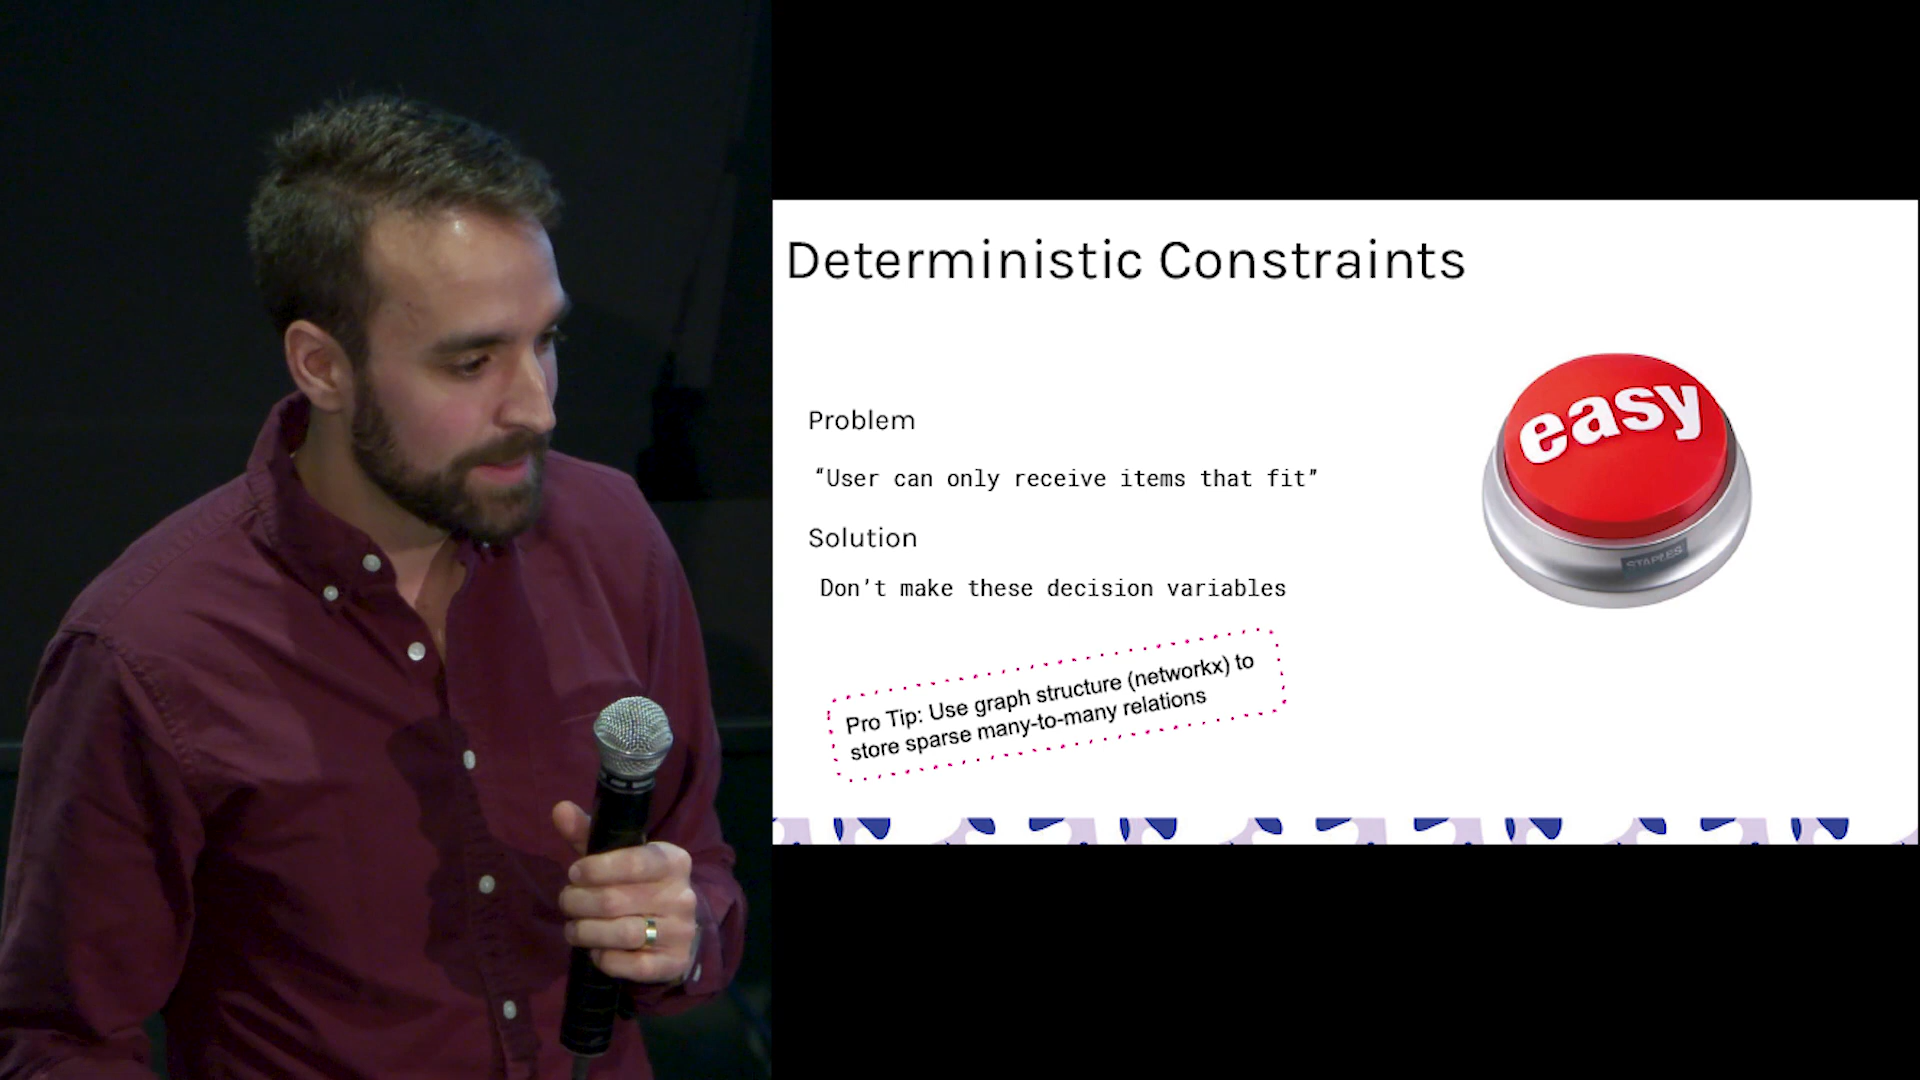 Deterministic Constraints
Problem
“User can only receive items that fit”
Solution
Don’t make these decision variables
Pro Tip: Use graph structure (networkx) to
store sparse many-to-many relations
easy
STAPLES